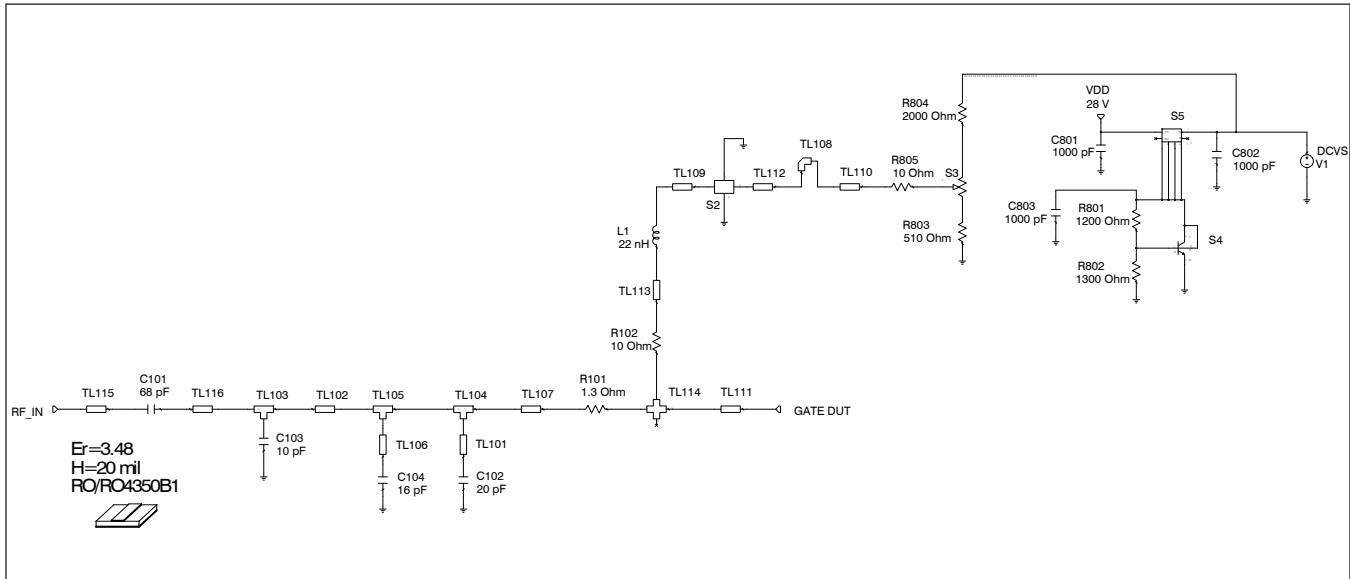 R804
2000 Ohm
VDD
28 V
S5
C801
1000 pF
C802
1000 pF
DCVS
V1
TL108
TL109
TL112
TL110
R805
10 Ohm
S3
S2
C803
1000 pF
R801
1200 Ohm
R803
510 Ohm
S4
L1
22 nH
R802
1300 Ohm
TL113
R102
10 Ohm
C101
68 pF
R101
1.3 Ohm
TL115
TL116
TL103
TL102
TL105
TL104
TL107
TL114
TL111
RF_IN
GATE DUT
C103
10 pF
TL106
TL101
C104
16 pF
C102
20 pF
Er=3.48
H=20 mil
RO/RO4350B1